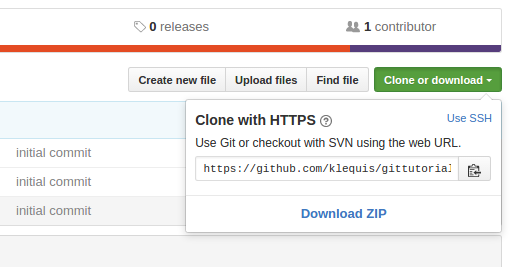 0 releases
1 contributor
Create new file
Upload files
Find file
Clone or download
Clone with HTTPS
Use SSH
Use Git or checkout with SVN using the web URL.
initial commit
https://github.com/klequis/gittutorial
initial commit
initial commit
Download ZIP